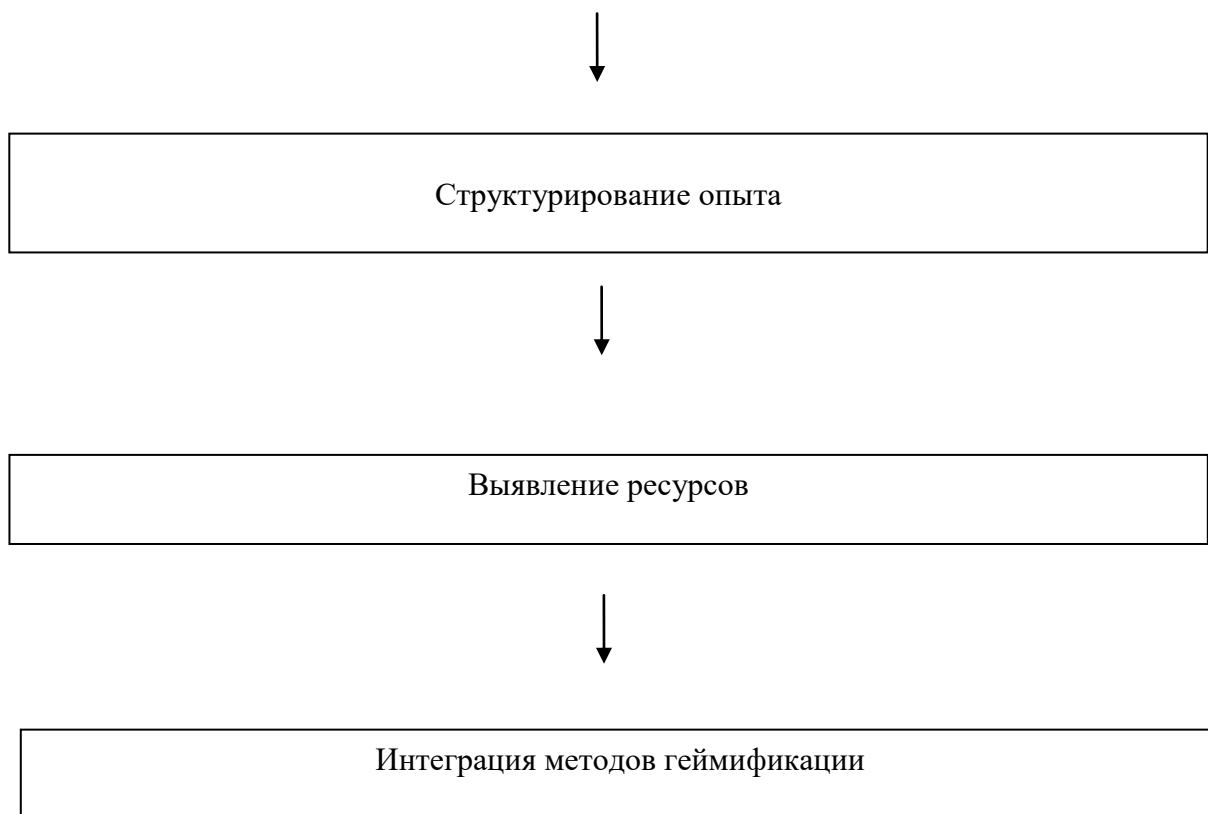 Структурирование опыта
Выявление ресурсов
Интеграция методов геймификации